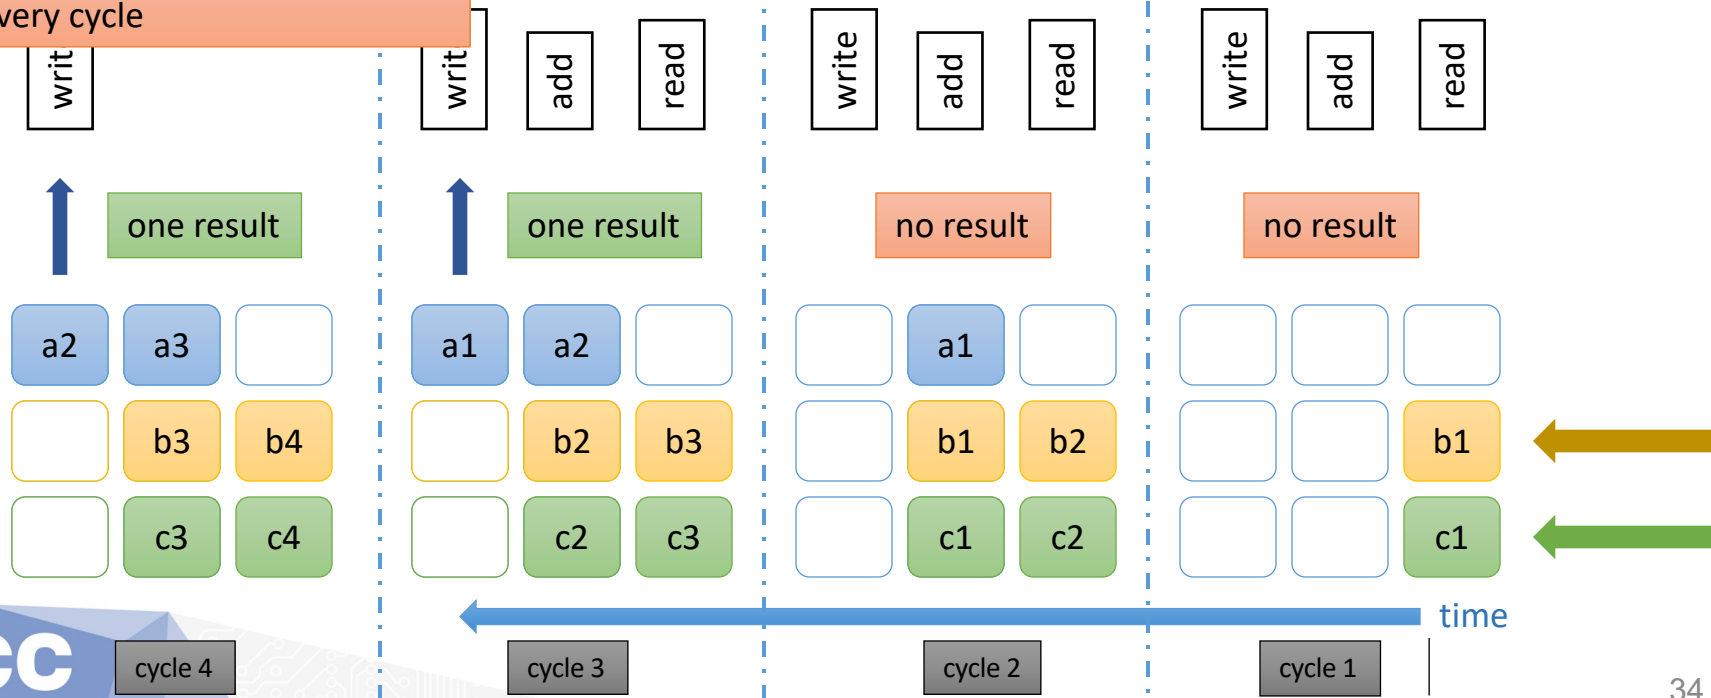 very cycle
writ
writ
add
read
write
add
read
write
add
read
one result
one result
no result
no result
a2 a3
a1 a2
a1
b3 b4
b2 b3
b1 b2
b1
c3 c4
c2 c3
c1 c2
c1
time
CC
cycle 4
cycle 3
cycle 2
cycle 1
34